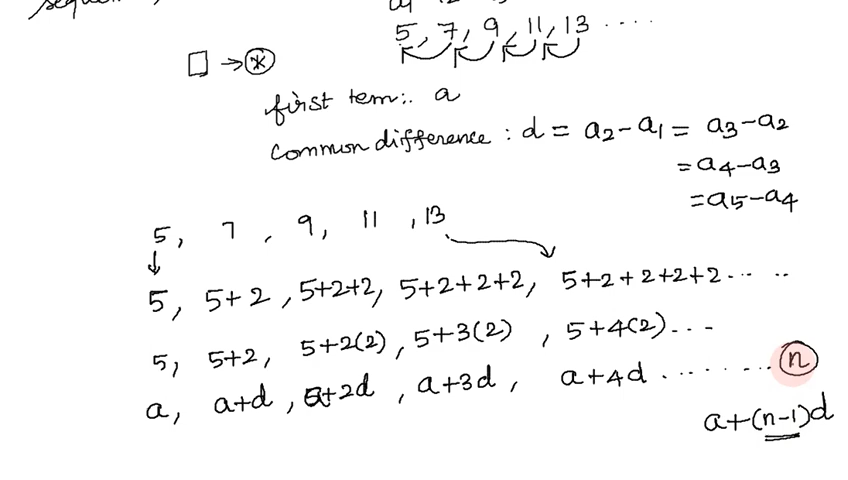 5, 7, 9, 11, 13 ....
□ → *
first term:. a
common difference : d = a2-a1 = a3-a2
= a4-a3
= a5-a4
5, 7, 9, 11, 13
5, 5+2, 5+2+2, 5+2+2+2, 5+2+2+2+2.. ..
5, 5+2, 5+2(2), 5+3(2), 5+4(2)...
a, a+d, a+2d, a+3d, a+4d ........ n
a+(n-1)d